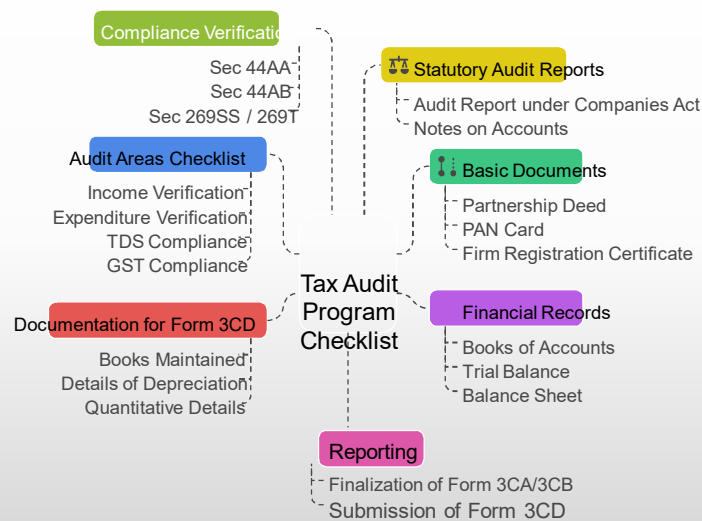 Compliance Verificatio
Sec 44AA
Sec 44AB
Sec 269SS / 269T
Audit Areas Checklist
Income Verification
Expenditure Verification
TDS Compliance
GST Compliance
Documentation for Form 3CD
Books Maintained
Details of Depreciation
Quantitative Details
Tax Audit
Program
Checklist
Statutory Audit Reports
Audit Report under Companies Act
Notes on Accounts
Basic Documents
Partnership Deed
PAN Card
Firm Registration Certificate
Financial Records
Books of Accounts
Trial Balance
Balance Sheet
Reporting
Finalization of Form 3CA/3CB
Submission of Form 3CD